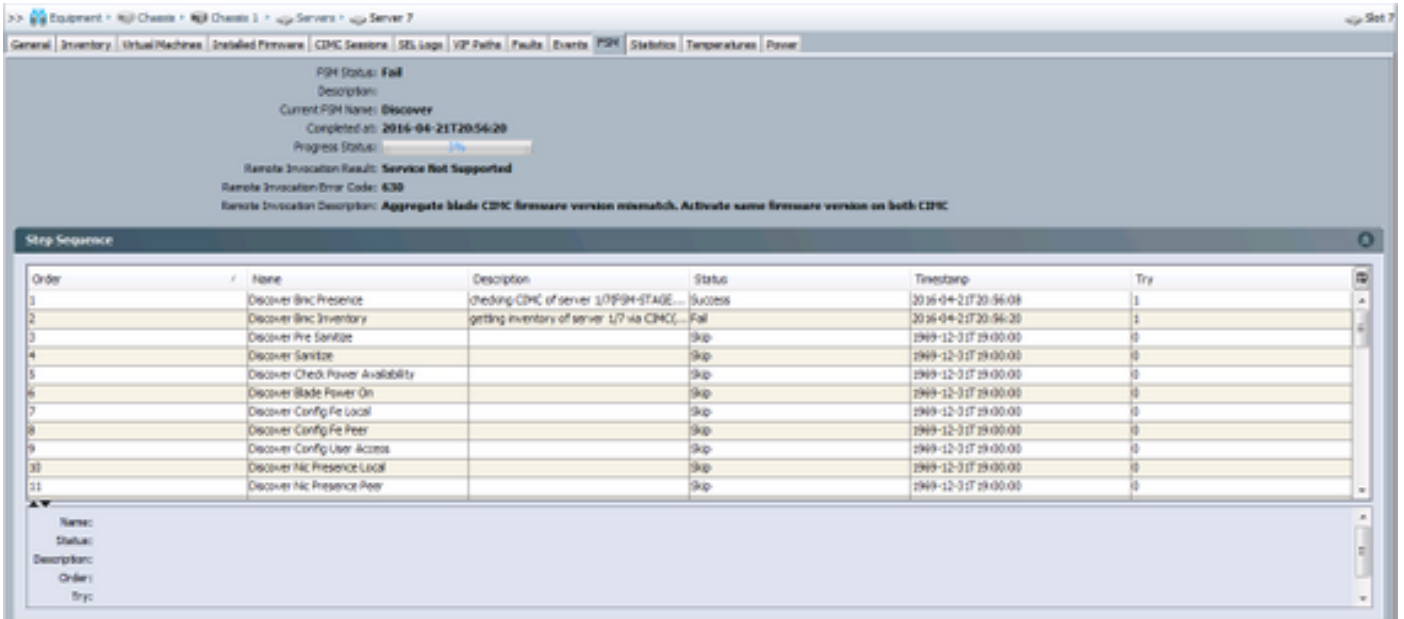 >> Equipment › Chassis › Chassis 1 › Servers › Server 7 Slot 7
General Inventory Virtual Machines Installed Firmware CIMC Sessions SEL Logs VIF Paths Faults Events FSM Statistics Temperatures Power
FSM Status: Fail
Description:
Current FSM Name: Discover
Completed at: 2016-04-21T20:56:20
Progress Status:
Remote Invocation Result: Service Not Supported
Remote Invocation Error Code: 630
Remote Invocation Description: Aggregate blade CIMC firmware version mismatch. Activate same firmware version on both CIMC
Step Sequence
Order Name Description Status Timestamp Try
1 Discover Bmc Presence checking CIMC of server 1/7(FSM-STAGE... Success 2016-04-21T20:56:08 1
2 Discover Bmc Inventory getting inventory of server 1/7 via CIMC(... Fail 2016-04-21T20:56:20 1
3 Discover Pre Sanitize Skip 1969-12-31T19:00:00 0
4 Discover Sanitize Skip 1969-12-31T19:00:00 0
5 Discover Check Power Availability Skip 1969-12-31T19:00:00 0
6 Discover Blade Power On Skip 1969-12-31T19:00:00 0
7 Discover Config Fe Local Skip 1969-12-31T19:00:00 0
8 Discover Config Fe Peer Skip 1969-12-31T19:00:00 0
9 Discover Config User Access Skip 1969-12-31T19:00:00 0
10 Discover Nic Presence Local Skip 1969-12-31T19:00:00 0
11 Discover Nic Presence Peer Skip 1969-12-31T19:00:00 0
Name:
Status:
Description:
Order:
Try: